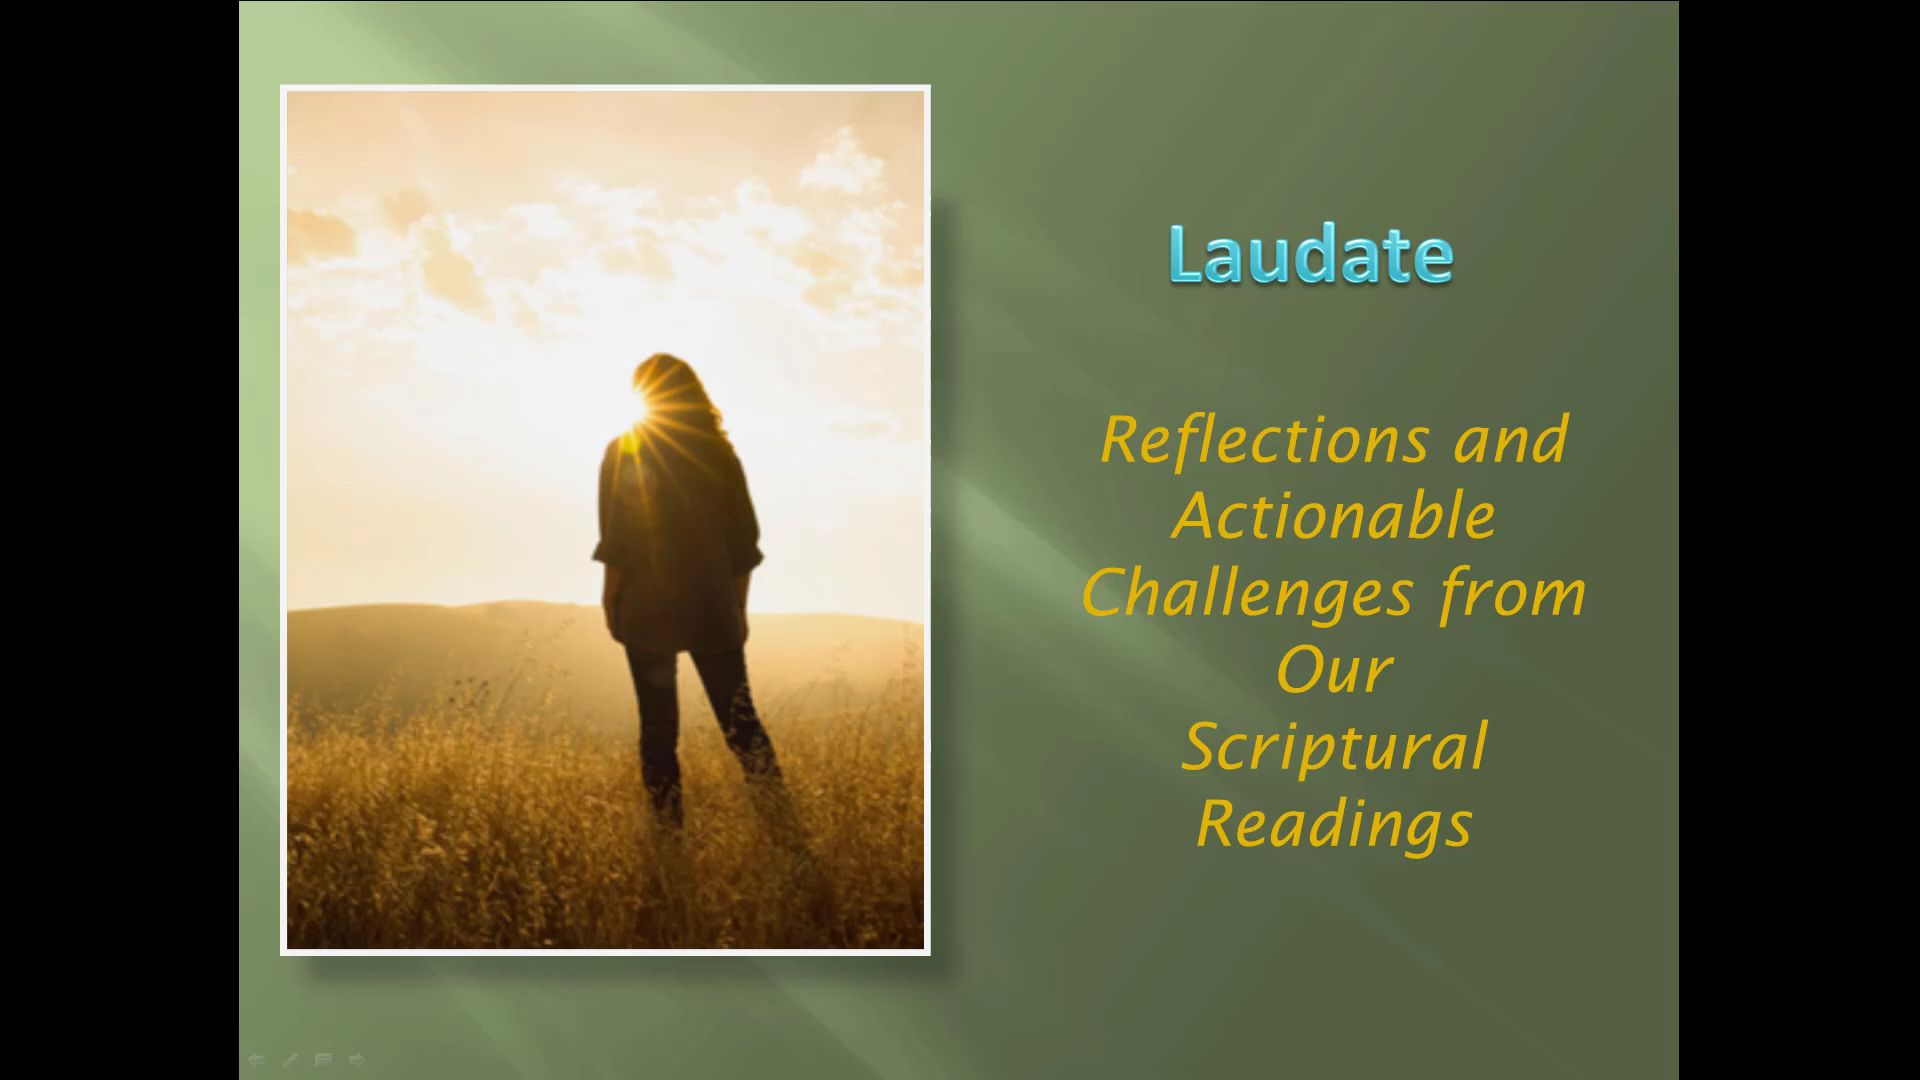 Laudate
Reflections and
Actionable
Challenges from
Our
Scriptural
Readings